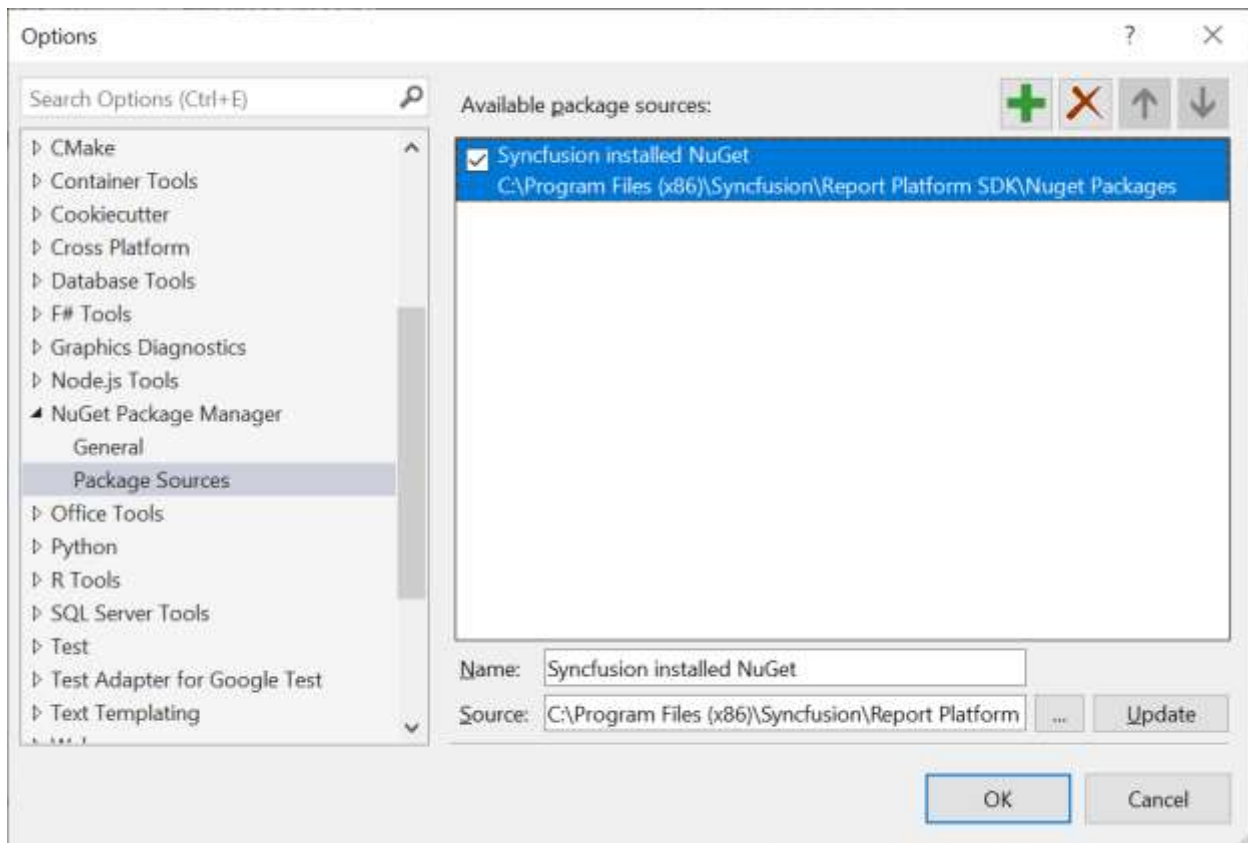 Options
?
Search Options (Ctrl+E)
CMake
Container Tools
Cookiecutter
Cross Platform
Database Tools
F# Tools
Graphics Diagnostics
Node.js Tools
NuGet Package Manager
General
Package Sources
Office Tools
Python
R Tools
SQL Server Tools
Test
Test Adapter for Google Test
Text Templating
Available package sources:
Syncfusion installed NuGet
C:\Program Files (x86)\Syncfusion\Report Platform SDK\Nuget Packages
Name: Syncfusion installed NuGet
Source: C:\Program Files (x86)\Syncfusion\Report Platform ... Update
OK Cancel